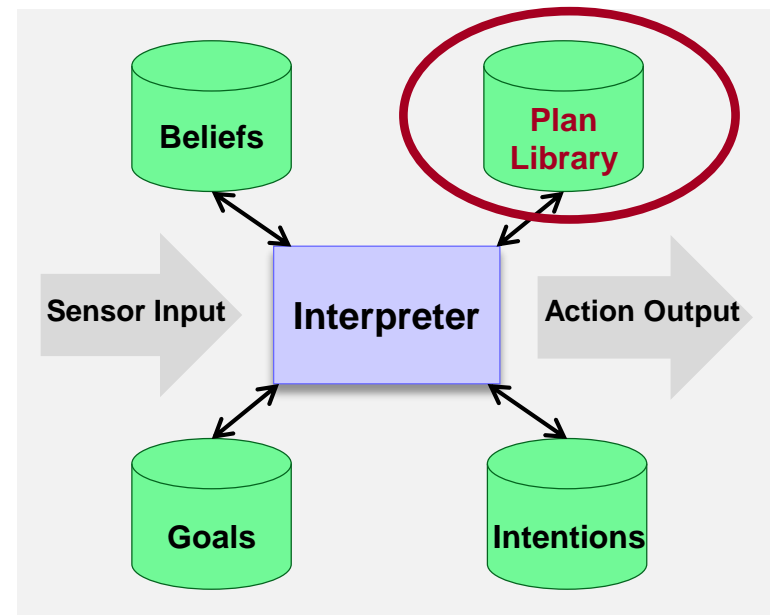 Beliefs
Plan
Library
Sensor Input
Interpreter
Action Output
Goals
Intentions